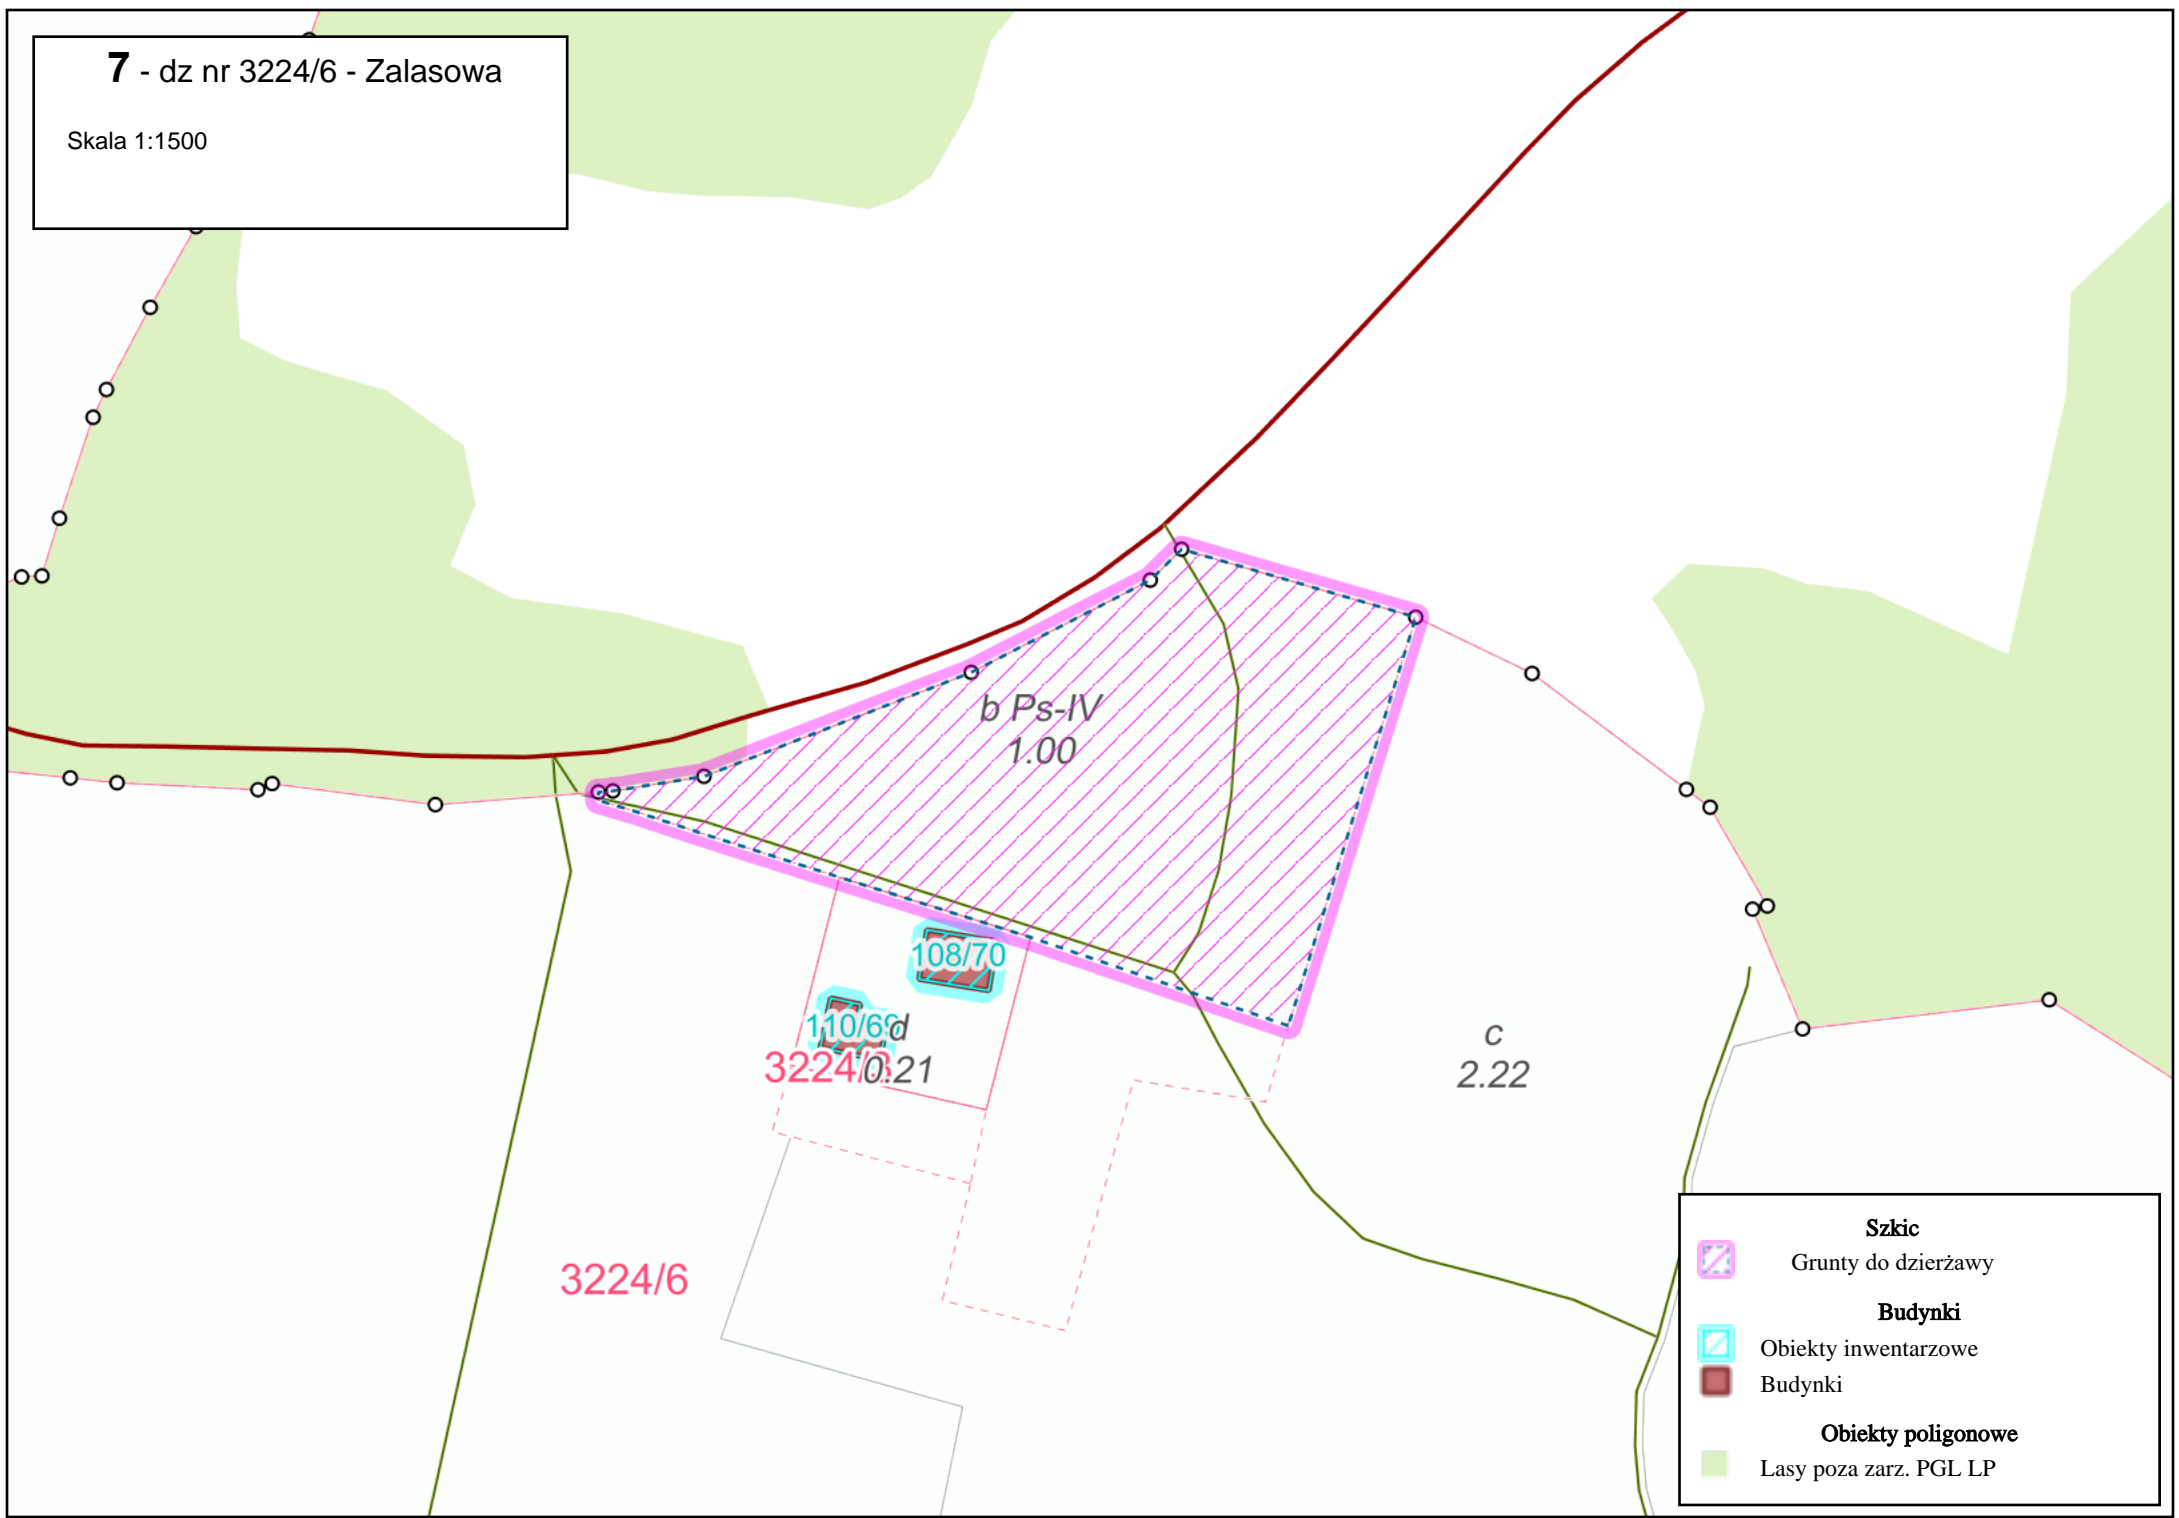 7 - dz nr 3224/6 - Zalasowa
Skala 1:1500
b Ps-IV
1.00
108/70
110/69
d
0.21
c
2.22
3224/6
Szkic
Grunty do dzierżawy
Budynki
Obiekty inwentarzowe
Budynki
Obiekty poligonowe
Lasy poza zarz. PGL LP